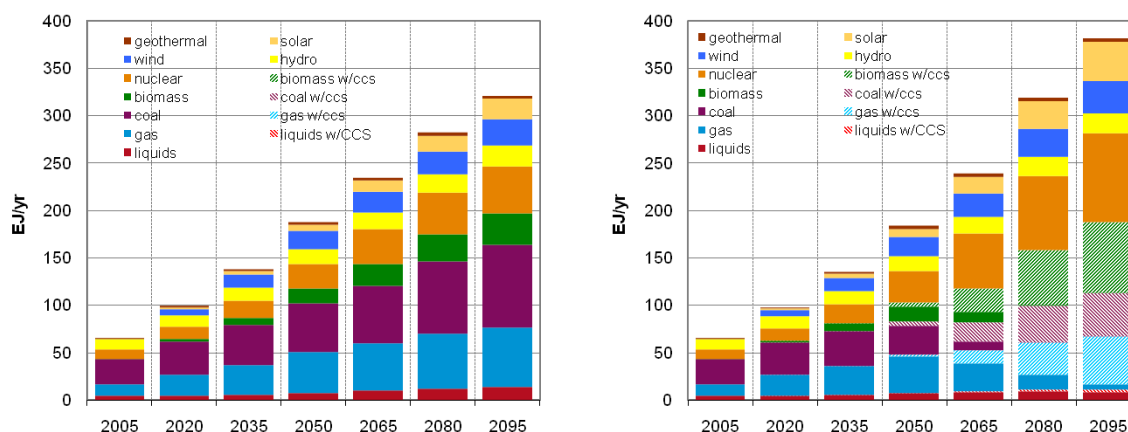 400
350
300
250
200
150
100
50
0
EJ/yr
geothermal solar
wind hydro
nuclear biomass w/ccs
biomass coal w/ccs
coal gas w/ccs
gas liquids w/CCS
liquids
2005 2020 2035 2050 2065 2080 2095
400
350
300
250
200
150
100
50
0
EJ/yr
geothermal solar
wind hydro
nuclear biomass w/ccs
biomass coal w/ccs
coal gas w/ccs
gas liquids w/CCS
liquids
2005 2020 2035 2050 2065 2080 2095